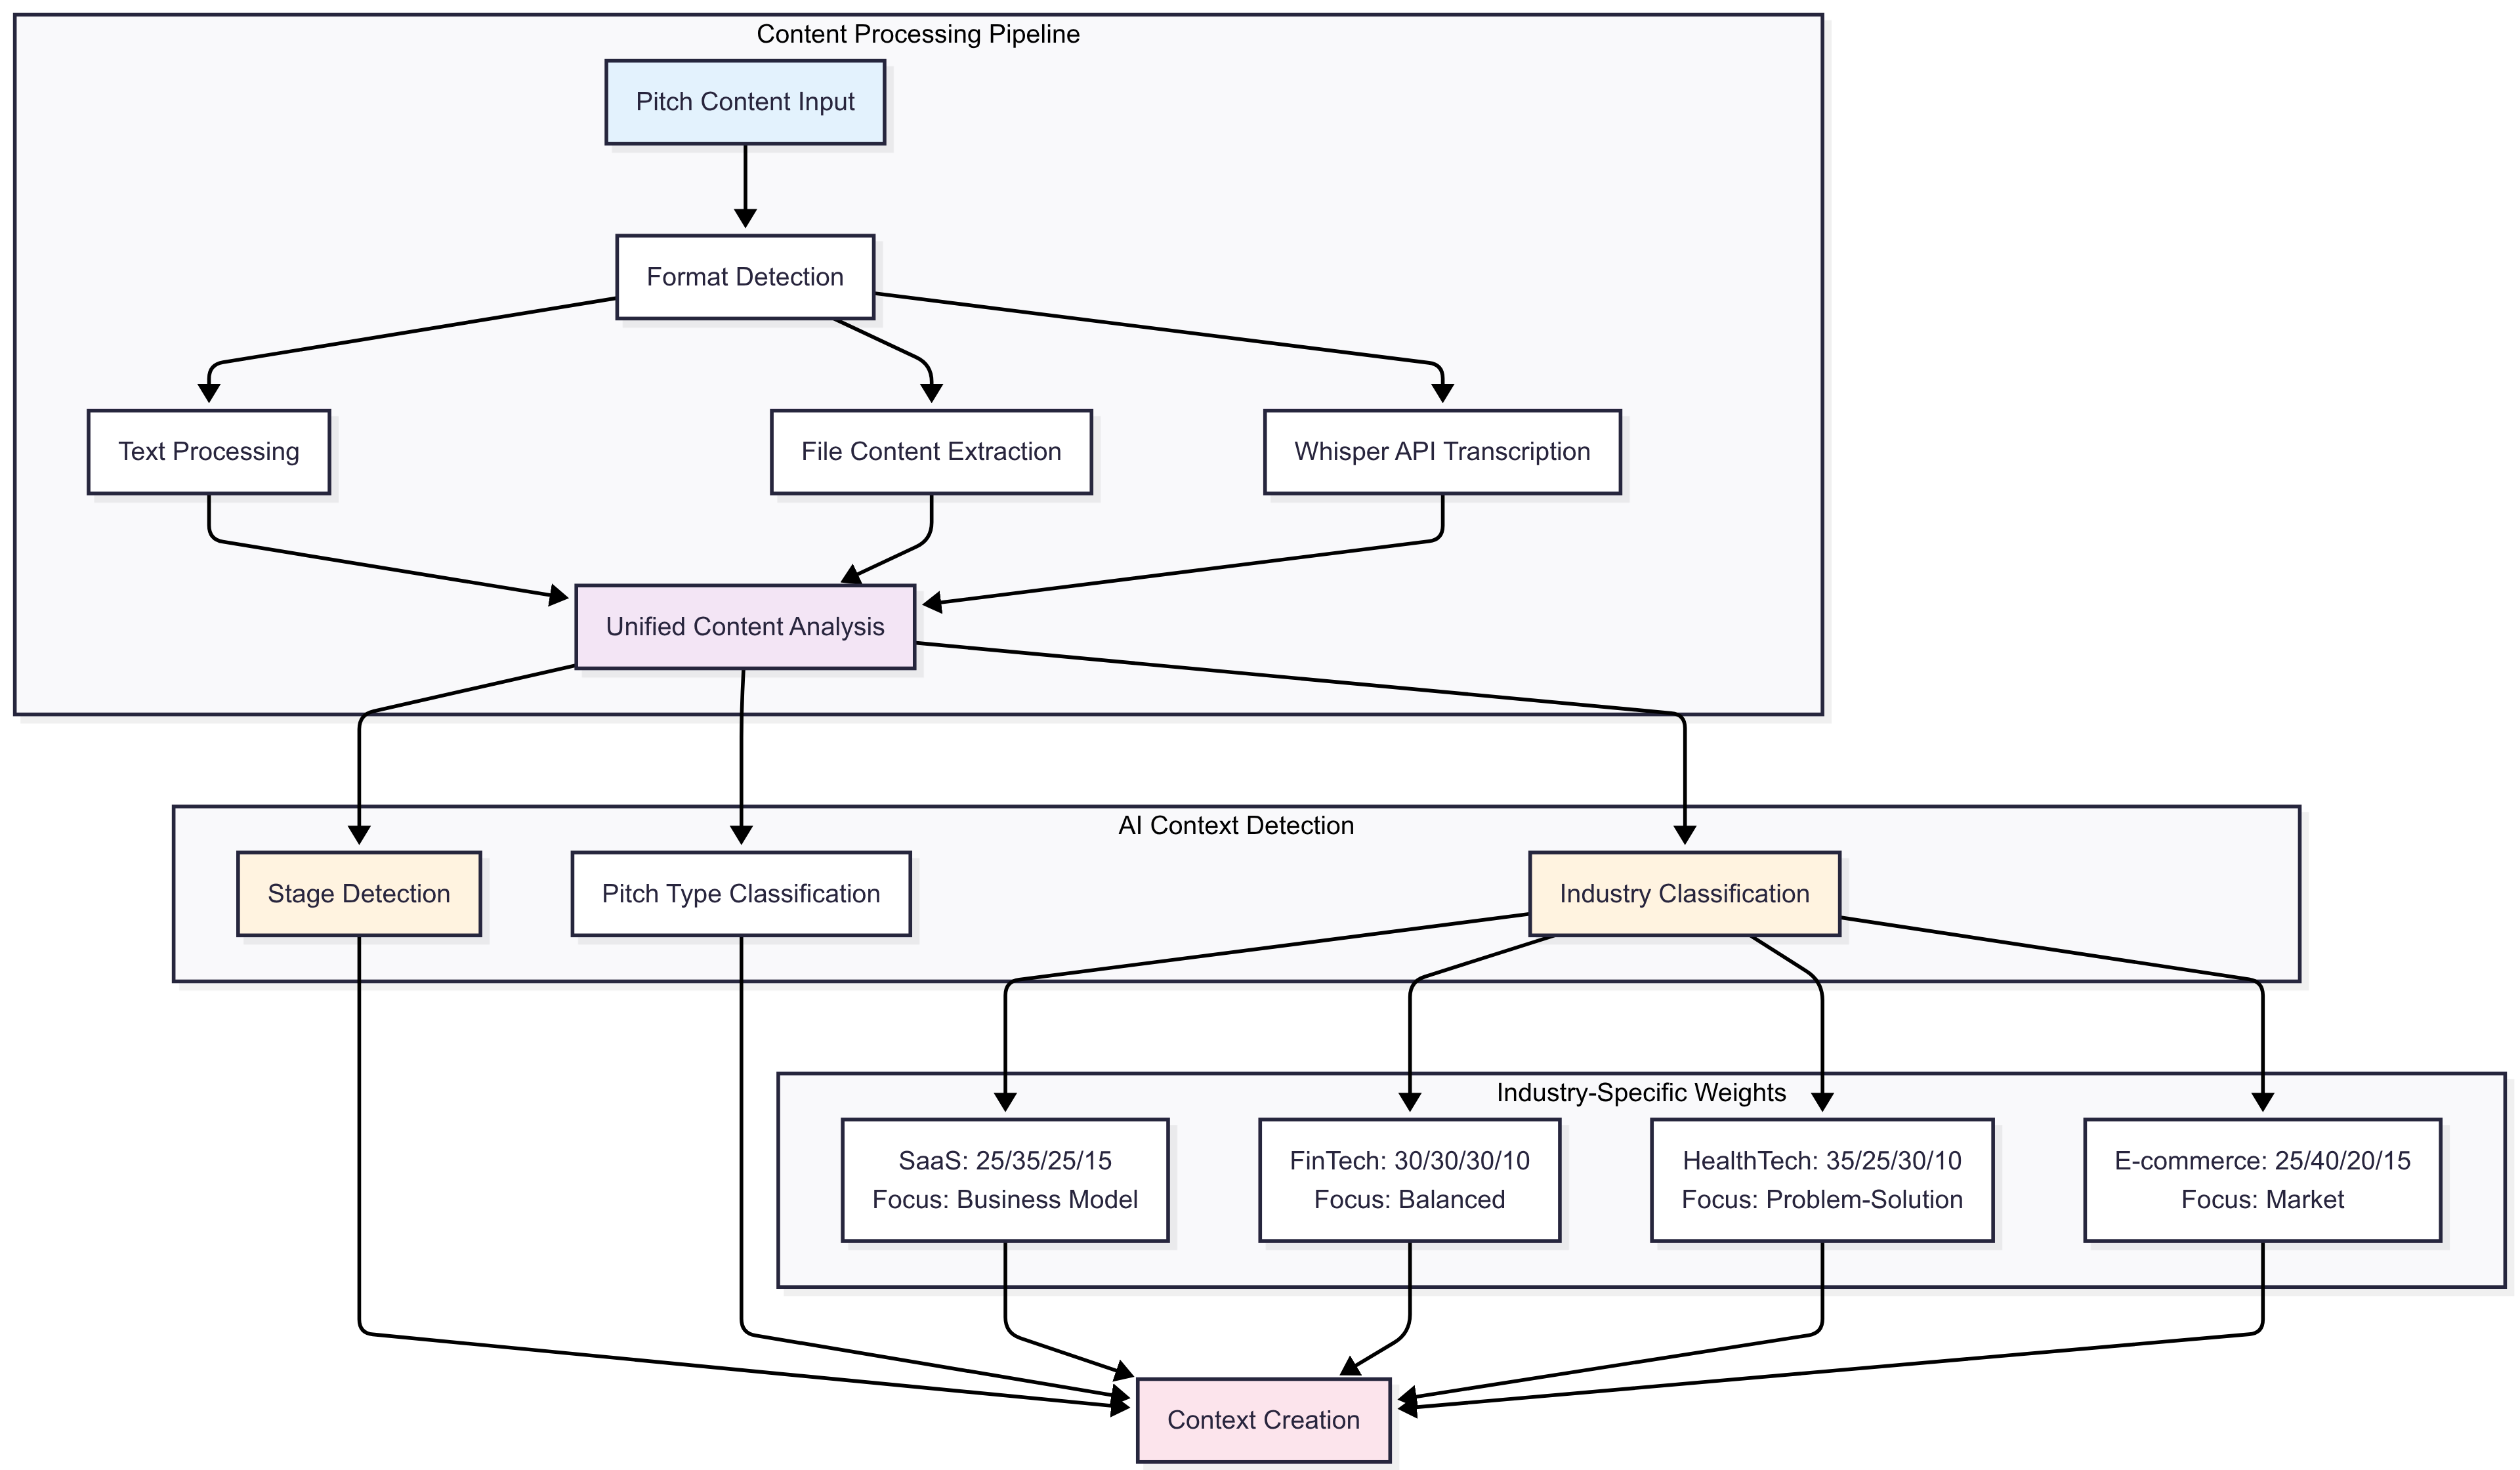 Content Processing Pipeline
Pitch Content Input
Format Detection
Text Processing
File Content Extraction
Whisper API Transcription
Unified Content Analysis
AI Context Detection
Stage Detection
Pitch Type Classification
Industry Classification
Industry-Specific Weights
SaaS: 25/35/25/15
Focus: Business Model
FinTech: 30/30/30/10
Focus: Balanced
HealthTech: 35/25/30/10
Focus: Problem-Solution
E-commerce: 25/40/20/15
Focus: Market
Context Creation